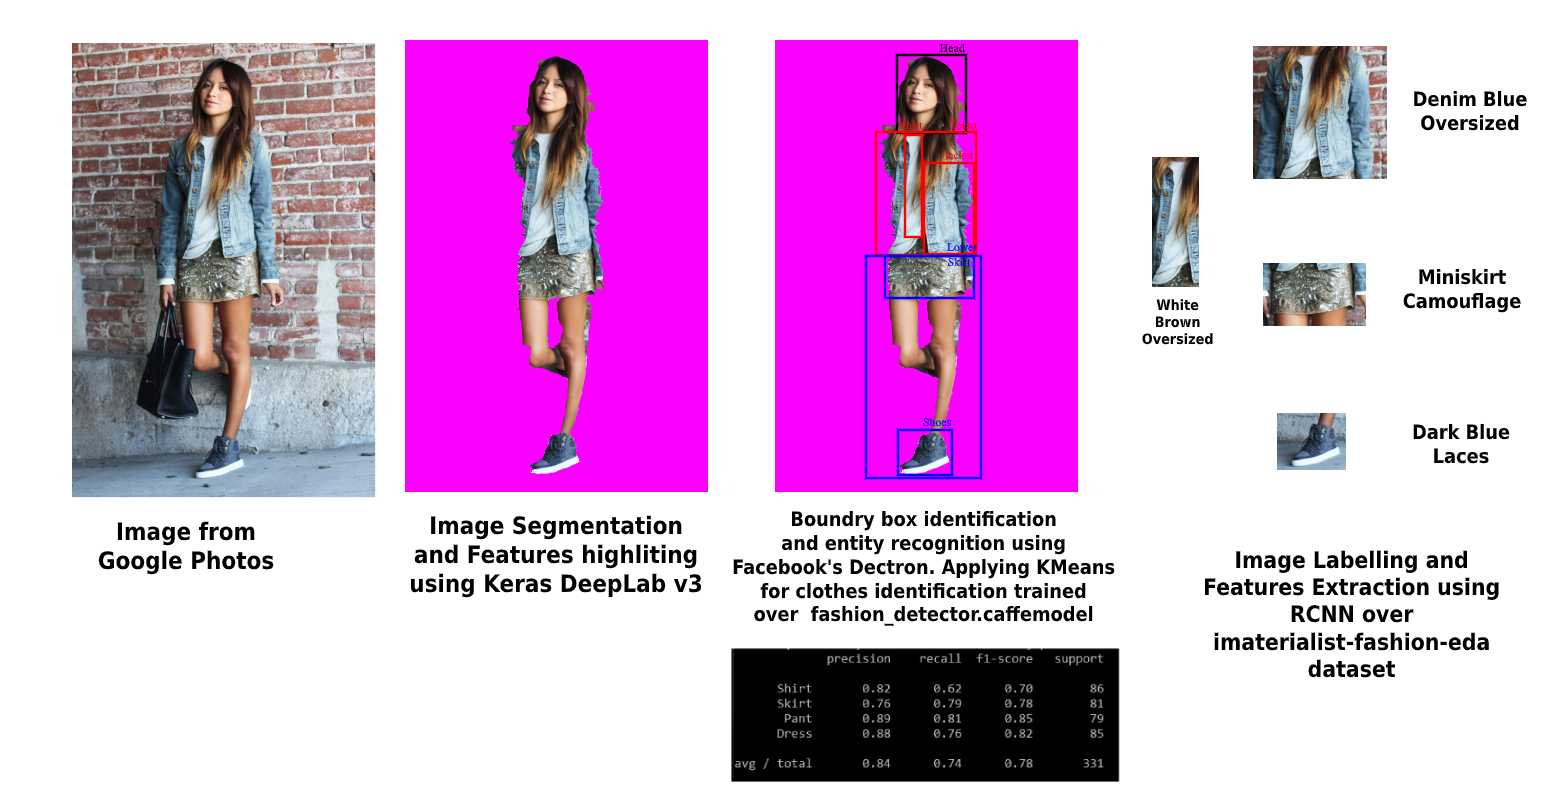 Image from
Google Photos
Image Segmentation
and Features highliting
using Keras DeepLab v3
Head
Jacket
Lower
Skirt
Shoes
Boundry box identification
and entity recognition using
Facebook's Dectron. Applying KMeans
for clothes identification trained
over fashion_detector.caffemodel
precision recall f1-score support
Shirt 0.82 0.62 0.70 86
Skirt 0.76 0.79 0.78 81
Pant 0.89 0.81 0.85 79
Dress 0.88 0.76 0.82 85
avg / total 0.84 0.74 0.78 331
White
Brown
Oversized
Denim Blue
Oversized
Miniskirt
Camouflage
Dark Blue
Laces
Image Labelling and
Features Extraction using
RCNN over
imaterialist-fashion-eda
dataset